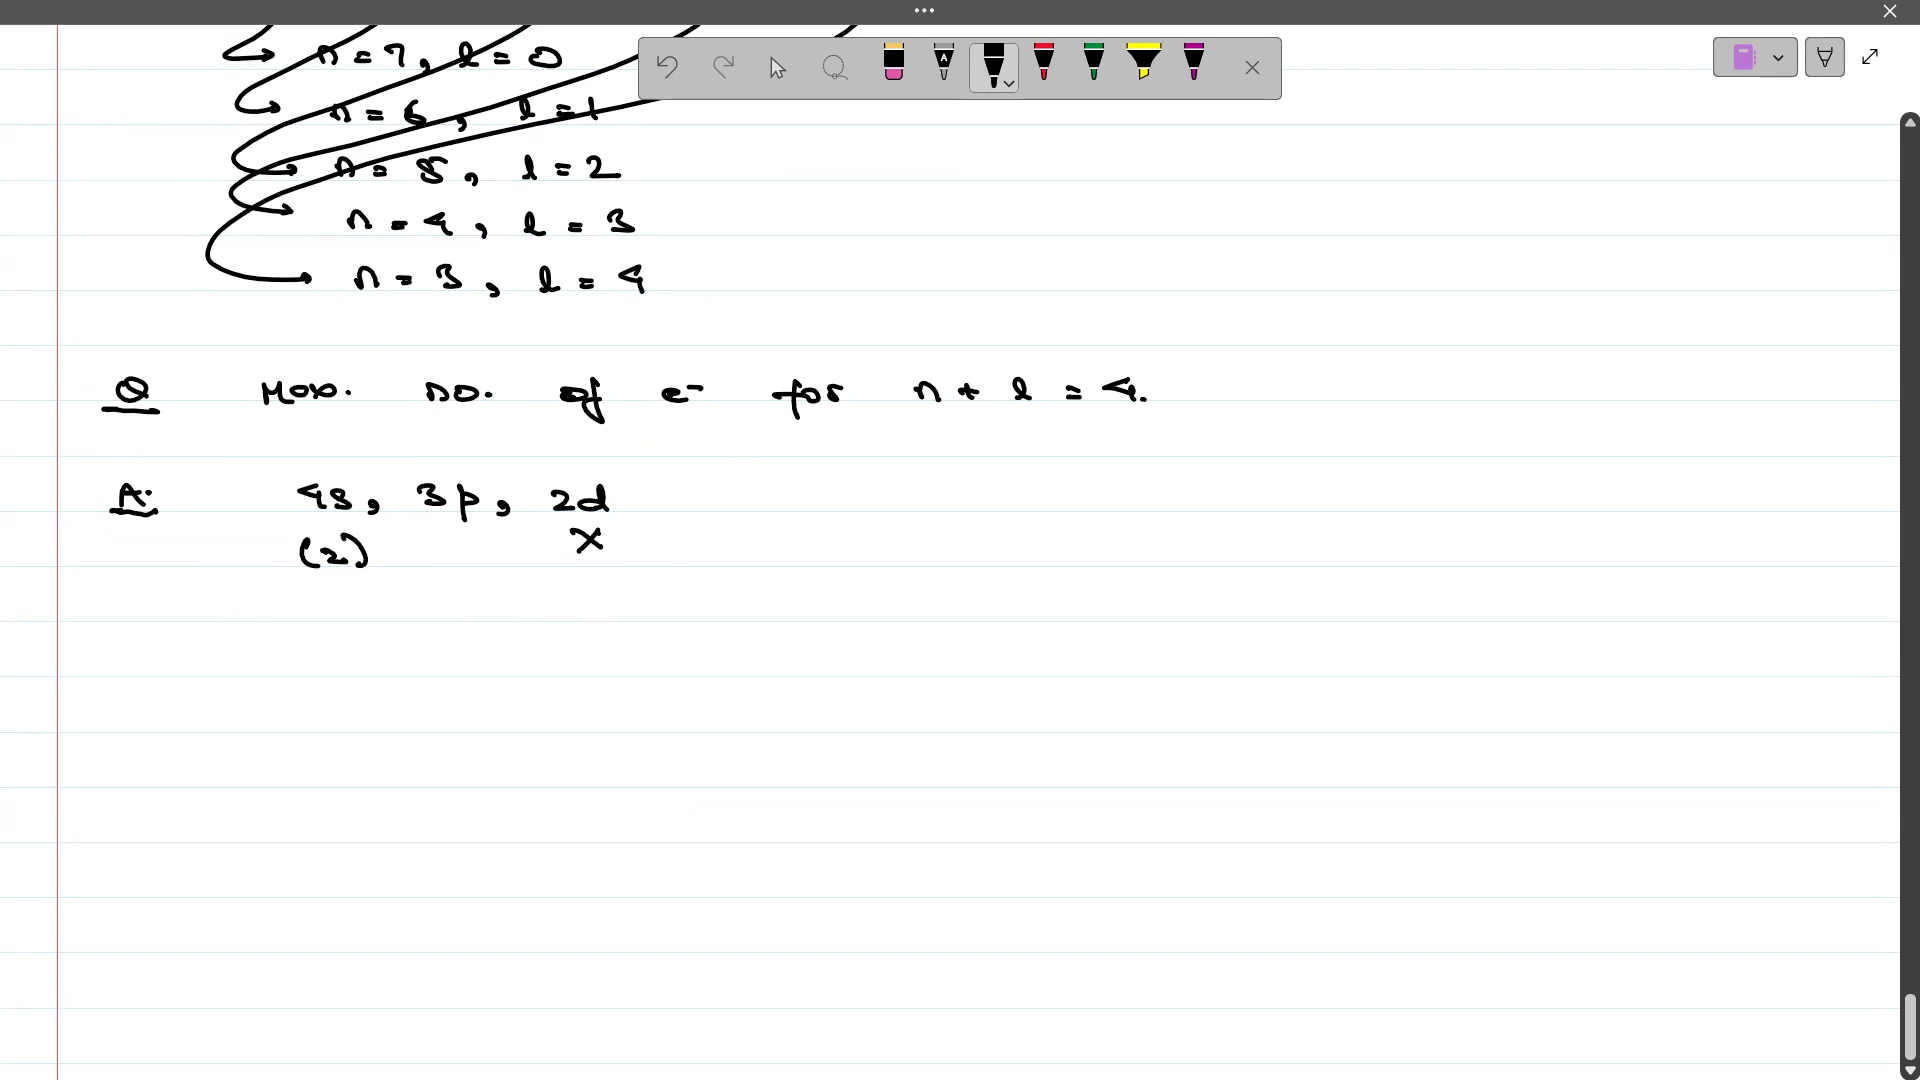 n = 7, l = 0
n = 6, l = 1
n = 5, l = 2
n = 4, l = 3
n = 3, l = 4
Q Max. no. of e⁻ for n + l = 4.
A. 4s, 3p, 2d
(2) X